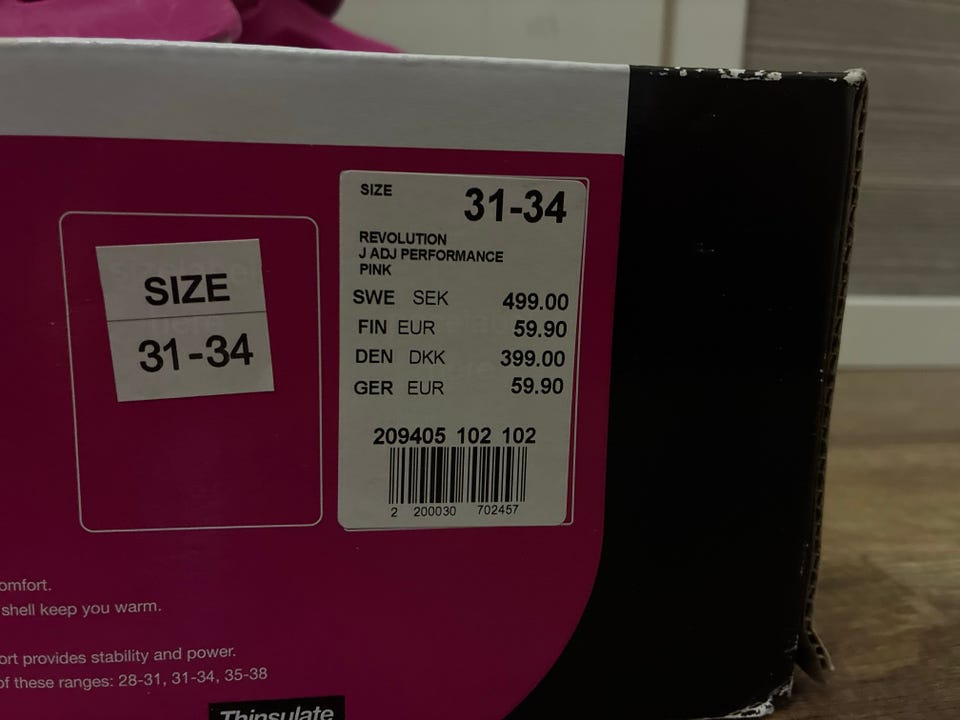 SIZE
31-34
SIZE 31-34
REVOLUTION
J ADJ PERFORMANCE
PINK
SWE SEK 499.00
FIN EUR 59.90
DEN DKK 399.00
GER EUR 59.90
209405 102 102
2 200030 702457
omfort.
shell keep you warm.
ort provides stability and power.
of these ranges: 28-31, 31-34, 35-38
Thinsulate